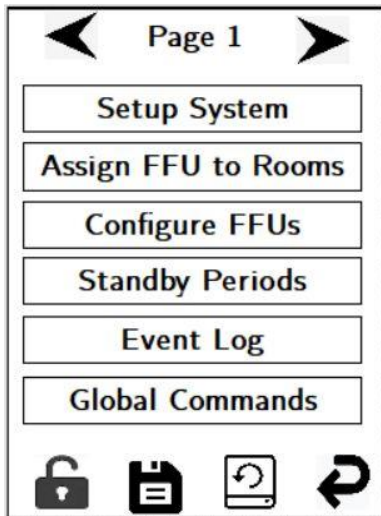 Page 1
Setup System
Assign FFU to Rooms
Configure FFUs
Standby Periods
Event Log
Global Commands